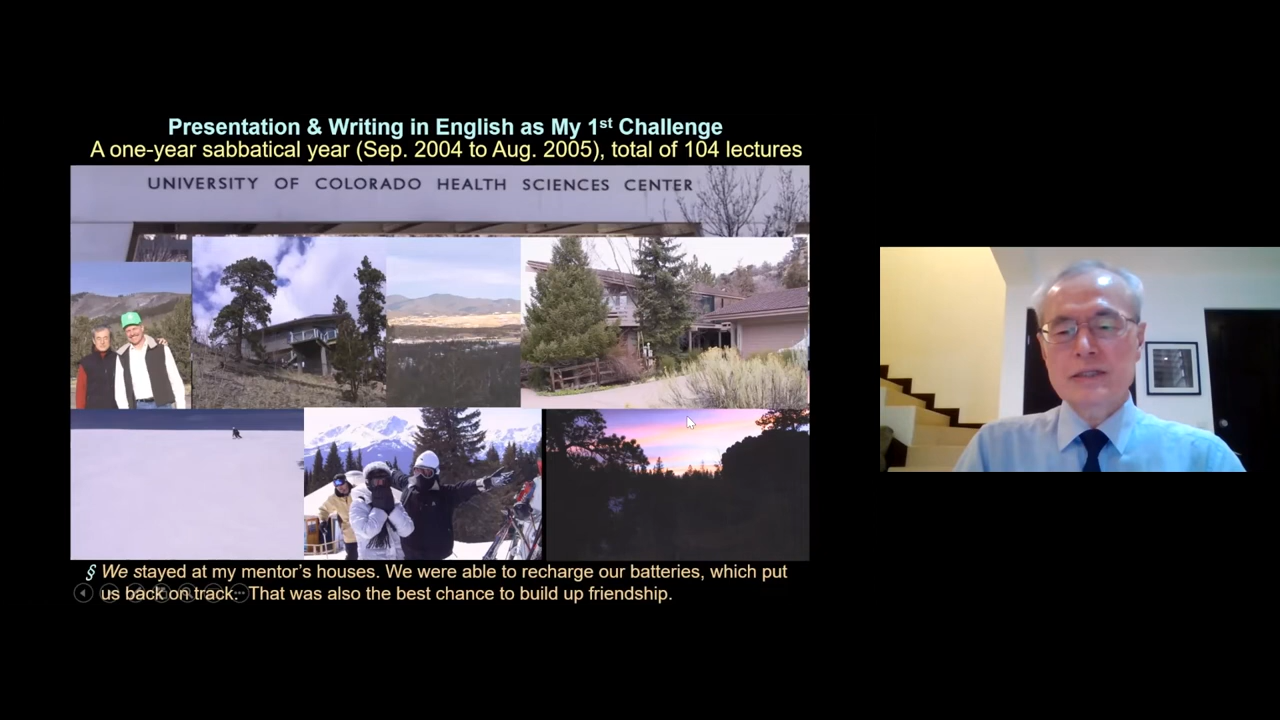 Presentation & Writing in English as My 1st Challenge
A one-year sabbatical year (Sep. 2004 to Aug. 2005), total of 104 lectures
UNIVERSITY OF COLORADO HEALTH SCIENCES CENTER
§ We stayed at my mentor's houses. We were able to recharge our batteries, which put
us back on track. That was also the best chance to build up friendship.